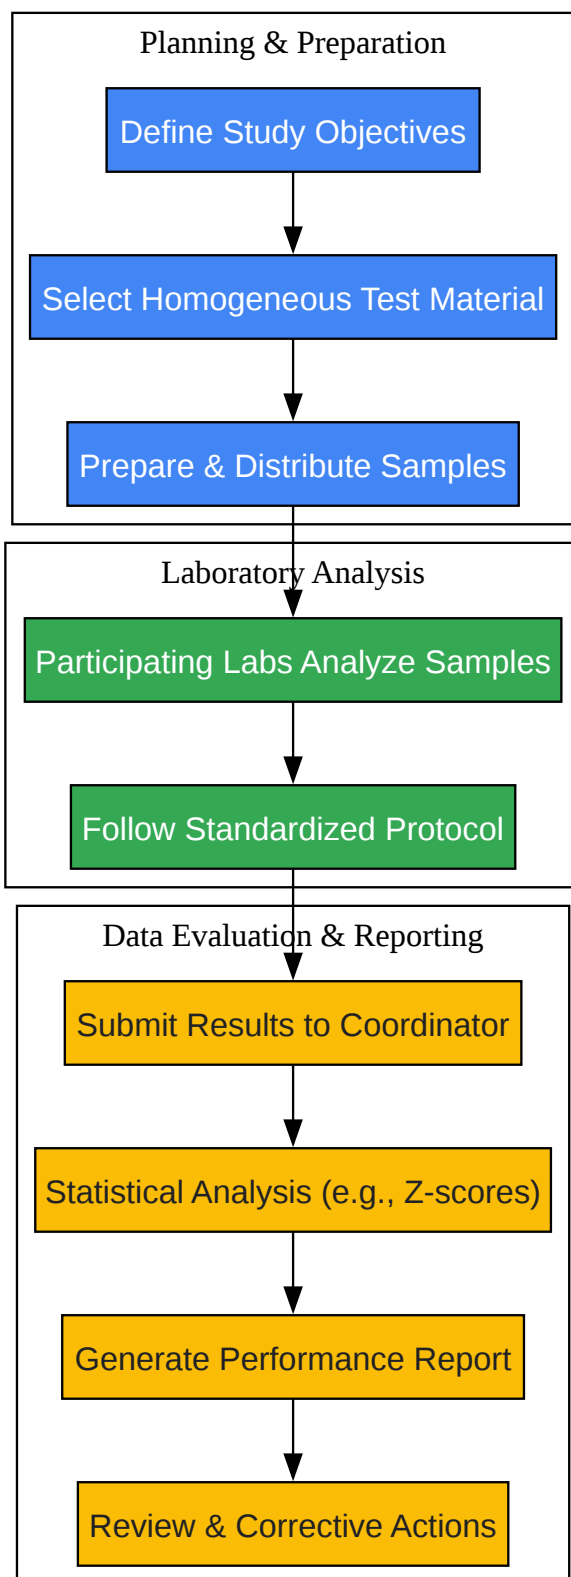 Planning & Preparation
Define Study Objectives
Select Homogeneous Test Material
Prepare & Distribute Samples
Laboratory Analysis
Participating Labs Analyze Samples
Follow Standardized Protocol
Data Evaluation & Reporting
Submit Results to Coordinator
Statistical Analysis (e.g., Z-scores)
Generate Performance Report
Review & Corrective Actions